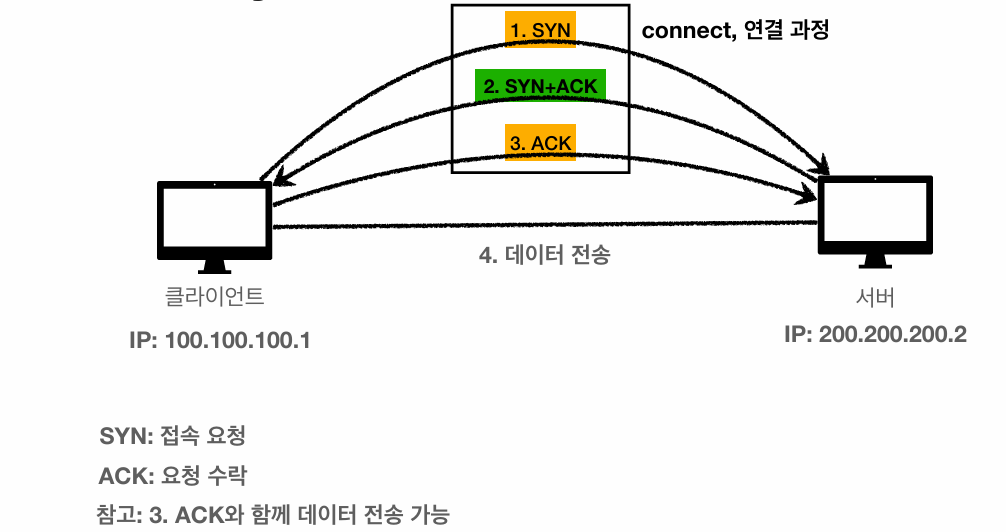 1. SYN
connect, 연결 과정
2. SYN+ACK
3. ACK
4. 데이터 전송
클라이언트
서버
IP: 100.100.100.1
IP: 200.200.200.2
SYN: 접속 요청
ACK: 요청 수락
참고: 3. ACK와 함께 데이터 전송 가능